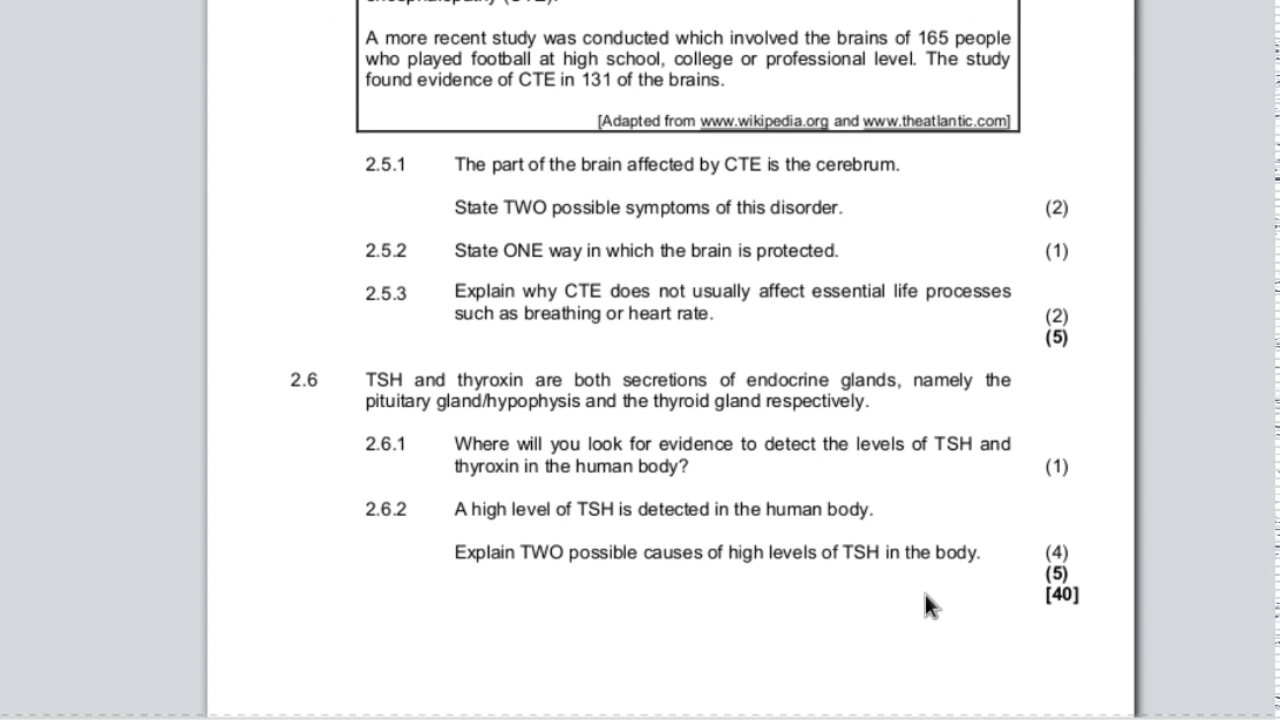 A more recent study was conducted which involved the brains of 165 people
who played football at high school, college or professional level. The study
found evidence of CTE in 131 of the brains.
[Adapted from www.wikipedia.org and www.theatlantic.com]
2.5.1 The part of the brain affected by CTE is the cerebrum.
State TWO possible symptoms of this disorder. (2)
2.5.2 State ONE way in which the brain is protected. (1)
2.5.3 Explain why CTE does not usually affect essential life processes
such as breathing or heart rate. (2)
(5)
2.6 TSH and thyroxin are both secretions of endocrine glands, namely the
pituitary gland/hypophysis and the thyroid gland respectively.
2.6.1 Where will you look for evidence to detect the levels of TSH and
thyroxin in the human body? (1)
2.6.2 A high level of TSH is detected in the human body.
Explain TWO possible causes of high levels of TSH in the body. (4)
(5)
[40]